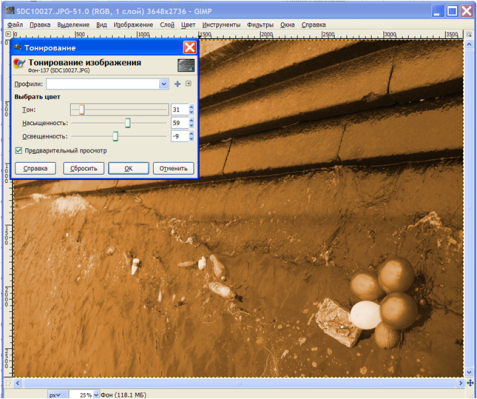 SDC10027.JPG-51.0 (RGB, 1 слой) 3648x2736 – GIMP
Файл Правка Выделение Вид Изображение Слой Цвет Инструменты Фильтры Окна Справка
Тонирование
Тонирование изображения
Фон-137 (SDC10027.JPG)
Профили:
Выбрать цвет
Тон: 31
Насыщенность: 59
Освещенность: -9
Предварительный просмотр
Справка Сбросить OK Отменить
px 25% Фон (118.1 МБ)